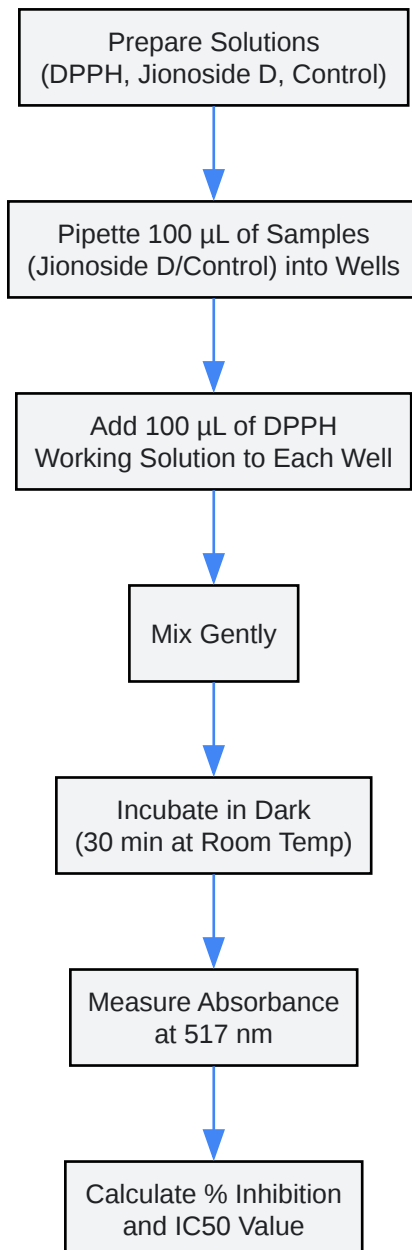 Prepare Solutions
(DPPH, Jionoside D, Control)
Pipette 100 µL of Samples
(Jionoside D/Control) into Wells
Add 100 µL of DPPH
Working Solution to Each Well
Mix Gently
Incubate in Dark
(30 min at Room Temp)
Measure Absorbance
at 517 nm
Calculate % Inhibition
and IC50 Value